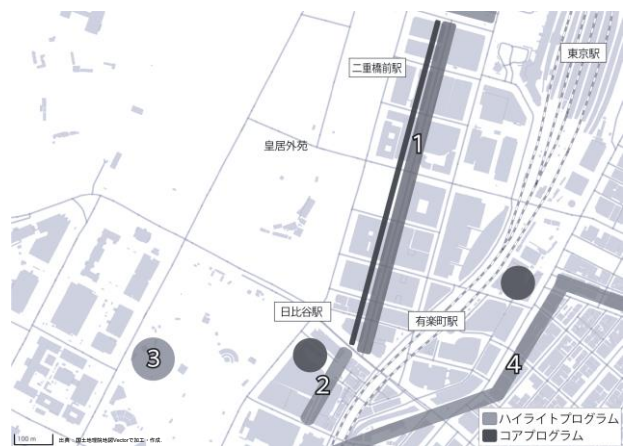 東京駅
二重橋前駅
1
皇居外苑
日比谷駅
有楽町駅
3
2
4
ハイライトプログラム
コアプログラム
100 m
出典：国土地理院地図Vectorで加工・作成